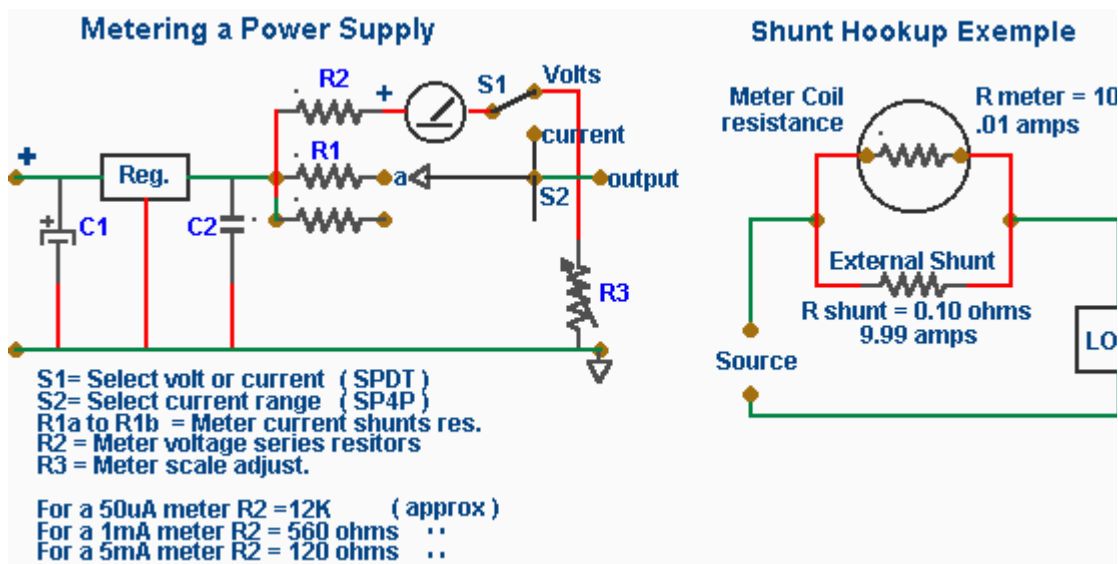 Metering a Power Supply
Shunt Hookup Exemple
R2
+
S1
Volts
current
R1
a
output
S2
+
Reg.
+
C1
C2
R3
Meter Coil
resistance
R meter = 10
.01 amps
External Shunt
R shunt = 0.10 ohms
9.99 amps
Source
LO
S1= Select volt or current ( SPDT )
S2= Select current range ( SP4P )
R1a to R1b = Meter current shunts res.
R2 = Meter voltage series resitors
R3 = Meter scale adjust.
For a 50uA meter R2 =12K ( approx )
For a 1mA meter R2 = 560 ohms ..
For a 5mA meter R2 = 120 ohms ..